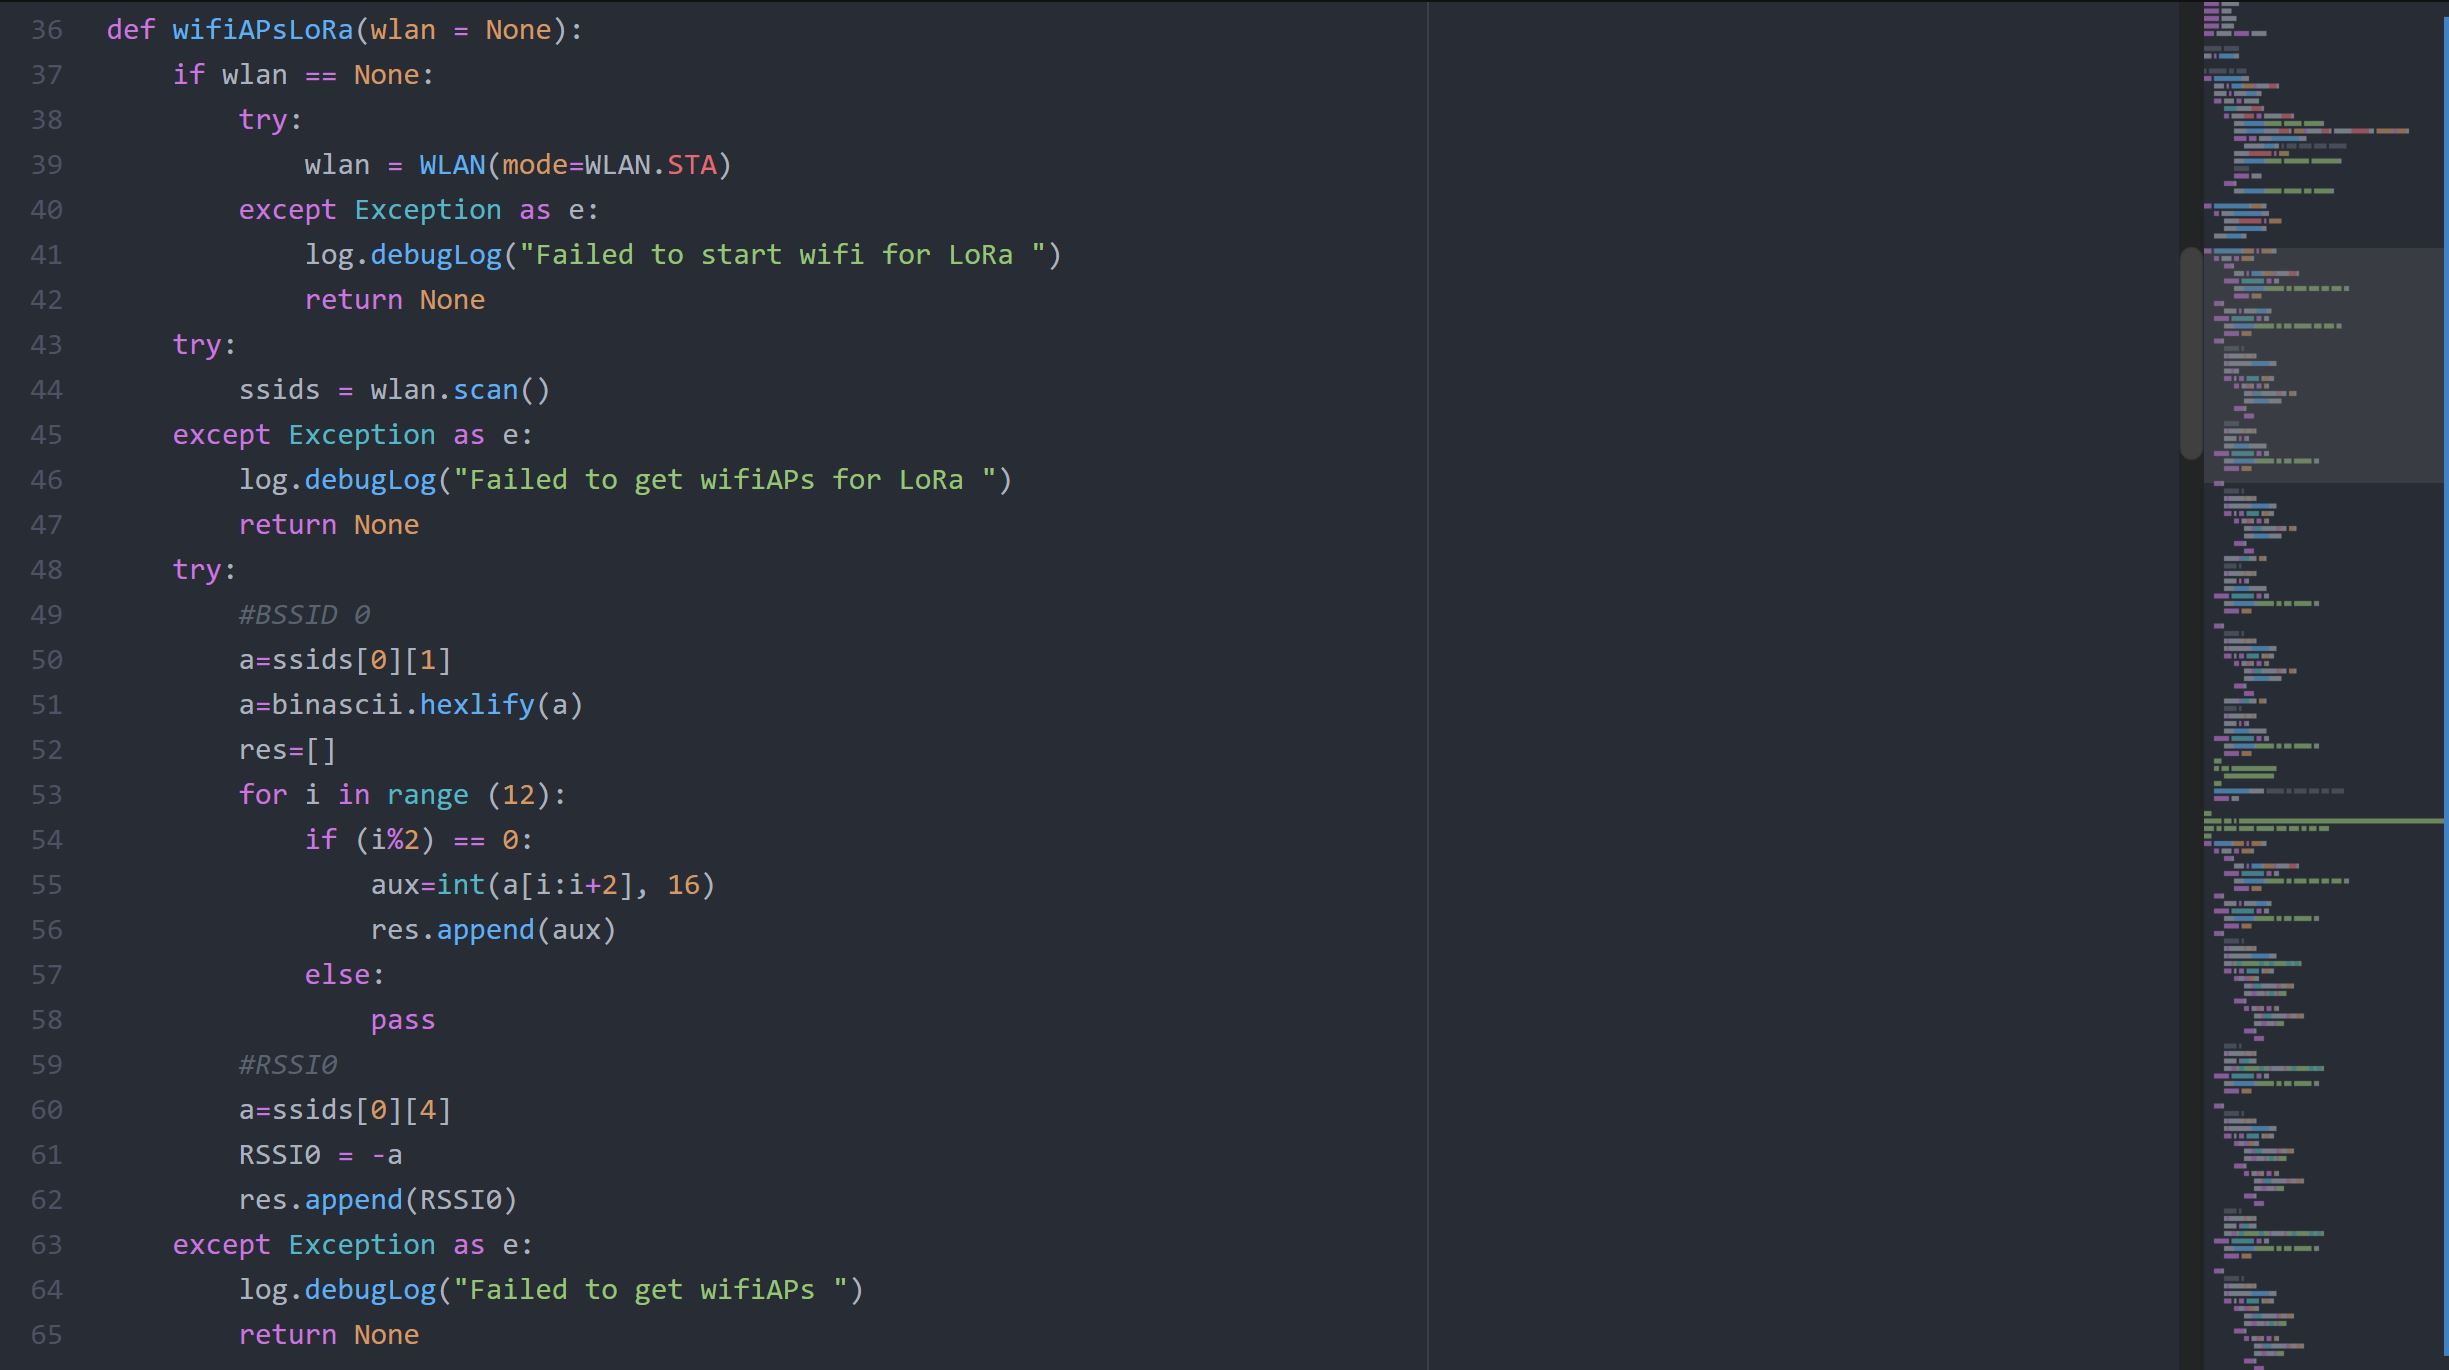 36 def wifiAPsLoRa(wlan = None):
37     if wlan == None:
38         try:
39             wlan = WLAN(mode=WLAN.STA)
40         except Exception as e:
41             log.debugLog("Failed to start wifi for LoRa ")
42             return None
43     try:
44         ssids = wlan.scan()
45     except Exception as e:
46         log.debugLog("Failed to get wifiAPs for LoRa ")
47         return None
48     try:
49         #BSSID 0
50         a=ssids[0][1]
51         a=binascii.hexlify(a)
52         res=[]
53         for i in range (12):
54             if (i%2) == 0:
55                 aux=int(a[i:i+2], 16)
56                 res.append(aux)
57             else:
58                 pass
59         #RSSI0
60         a=ssids[0][4]
61         RSSI0 = -a
62         res.append(RSSI0)
63     except Exception as e:
64         log.debugLog("Failed to get wifiAPs ")
65         return None